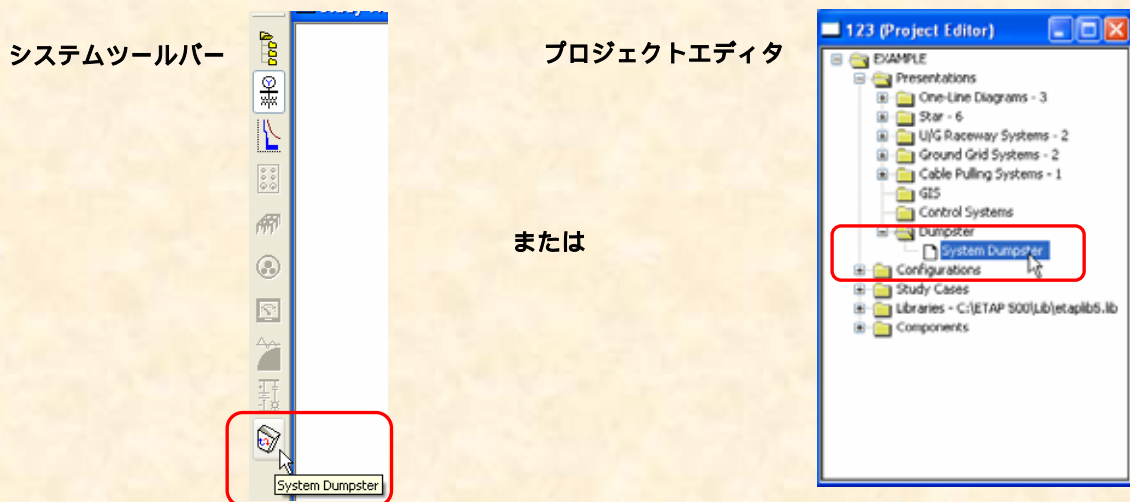 システムツールバー
System Dumpster
または
プロジェクトエディタ
123 (Project Editor)
EXAMPLE
Presentations
One-Line Diagrams - 3
Star - 6
U/G Raceway Systems - 2
Ground Grid Systems - 2
Cable Pulling Systems - 1
GIS
Control Systems
Dumpster
System Dumpster
Configurations
Study Cases
Libraries - C:\ETAP 500\Lib\etaplib5.lib
Components